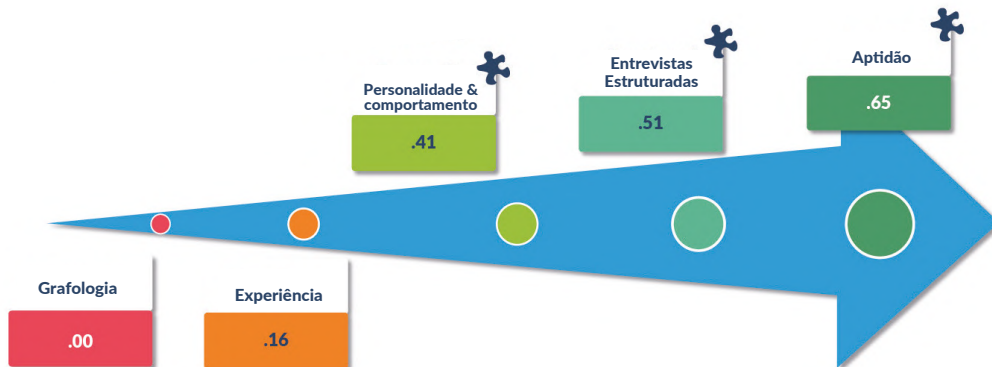 Grafologia
.00
Experiência
.16
Personalidade &
comportamento
.41
Entrevistas
Estruturadas
.51
Aptidão
.65